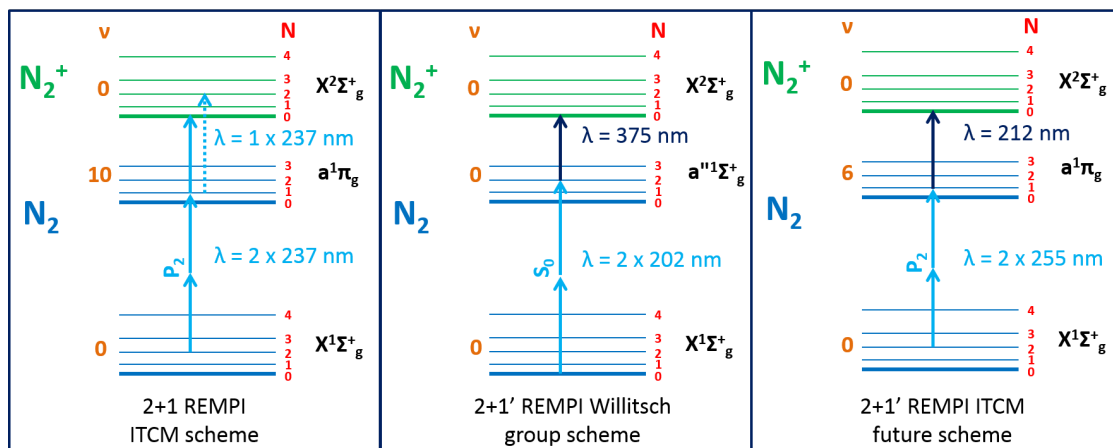 ν N
N₂⁺ 0 4 3 2 1 0 X²Σ⁺g
λ = 1 x 237 nm
10 3 2 1 0 a¹π_g
N₂
P₂ λ = 2 x 237 nm
0 4 3 2 1 0 X¹Σ⁺g
2+1 REMPI
ITCM scheme
ν N
N₂⁺ 0 4 3 2 1 0 X²Σ⁺g
λ = 375 nm
0 3 2 1 0 a"¹Σ⁺g
N₂
S₀ λ = 2 x 202 nm
0 4 3 2 1 0 X¹Σ⁺g
2+1’ REMPI Willitsch
group scheme
ν N
N₂⁺ 0 4 3 2 1 0 X²Σ⁺g
λ = 212 nm
6 3 2 1 0 a¹π_g
N₂
P₂ λ = 2 x 255 nm
0 4 3 2 1 0 X¹Σ⁺g
2+1’ REMPI ITCM
future scheme